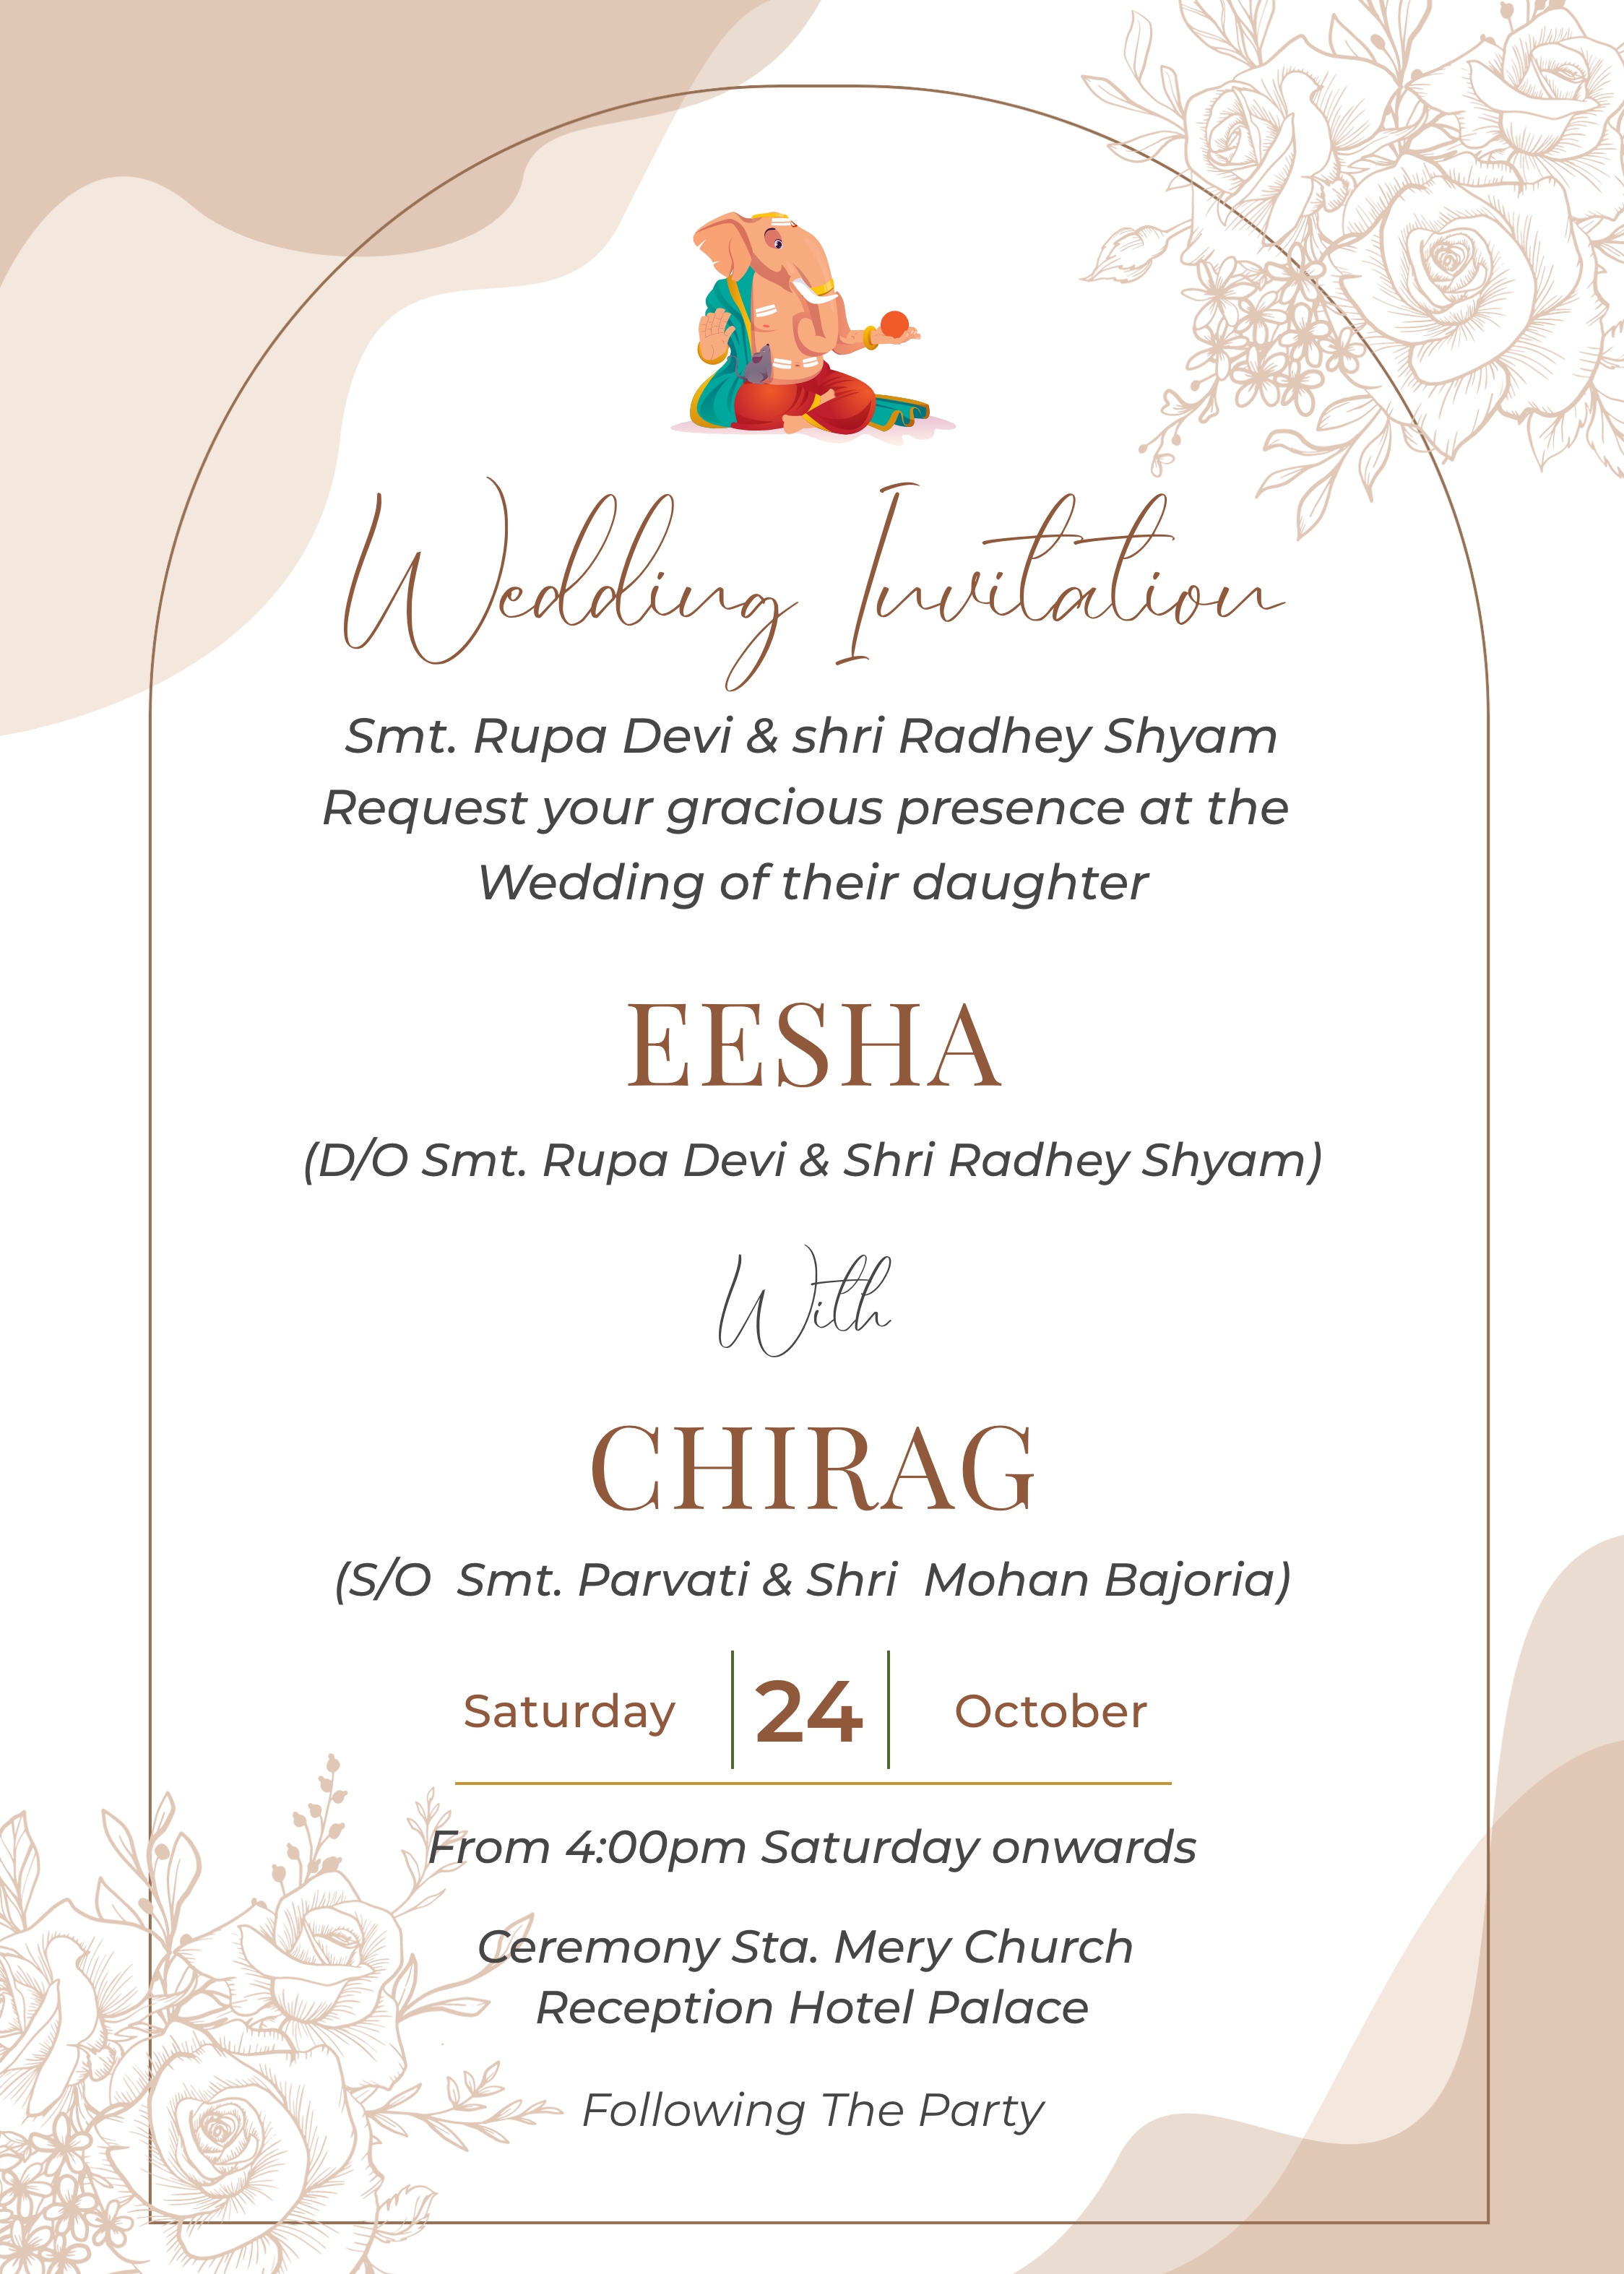 Wedding Invitation
Smt. Rupa Devi & shri Radhey Shyam
Request your gracious presence at the
Wedding of their daughter
EESHA
(D/O Smt. Rupa Devi & Shri Radhey Shyam)
With
CHIRAG
(S/O Smt. Parvati & Shri Mohan Bajoria)
Saturday 24 October
From 4:00pm Saturday onwards
Ceremony Sta. Mery Church
Reception Hotel Palace
Following The Party